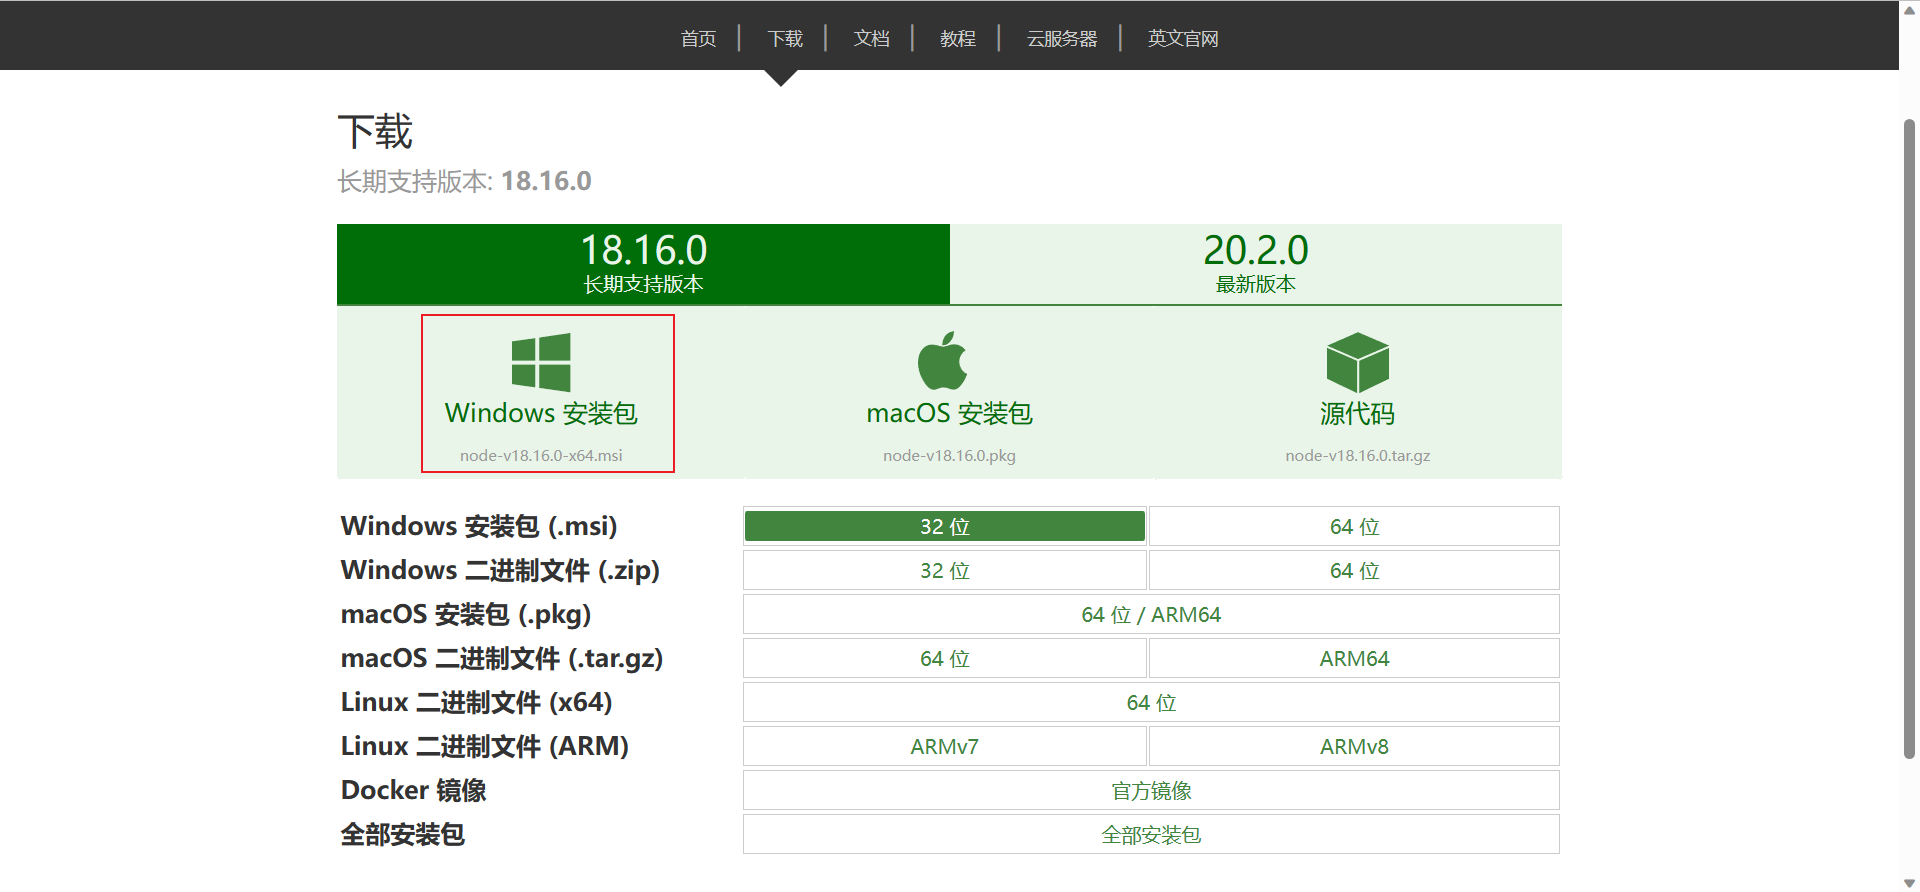 首页 | 下载 | 文档 | 教程 | 云服务器 | 英文官网
下载
长期支持版本: 18.16.0
18.16.0
长期支持版本
20.2.0
最新版本
Windows 安装包
node-v18.16.0-x64.msi
macOS 安装包
node-v18.16.0.pkg
源代码
node-v18.16.0.tar.gz
Windows 安装包 (.msi) 32 位 64 位
Windows 二进制文件 (.zip) 32 位 64 位
macOS 安装包 (.pkg) 64 位 / ARM64
macOS 二进制文件 (.tar.gz) 64 位 ARM64
Linux 二进制文件 (x64) 64 位
Linux 二进制文件 (ARM) ARMv7 ARMv8
Docker 镜像 官方镜像
全部安装包 全部安装包